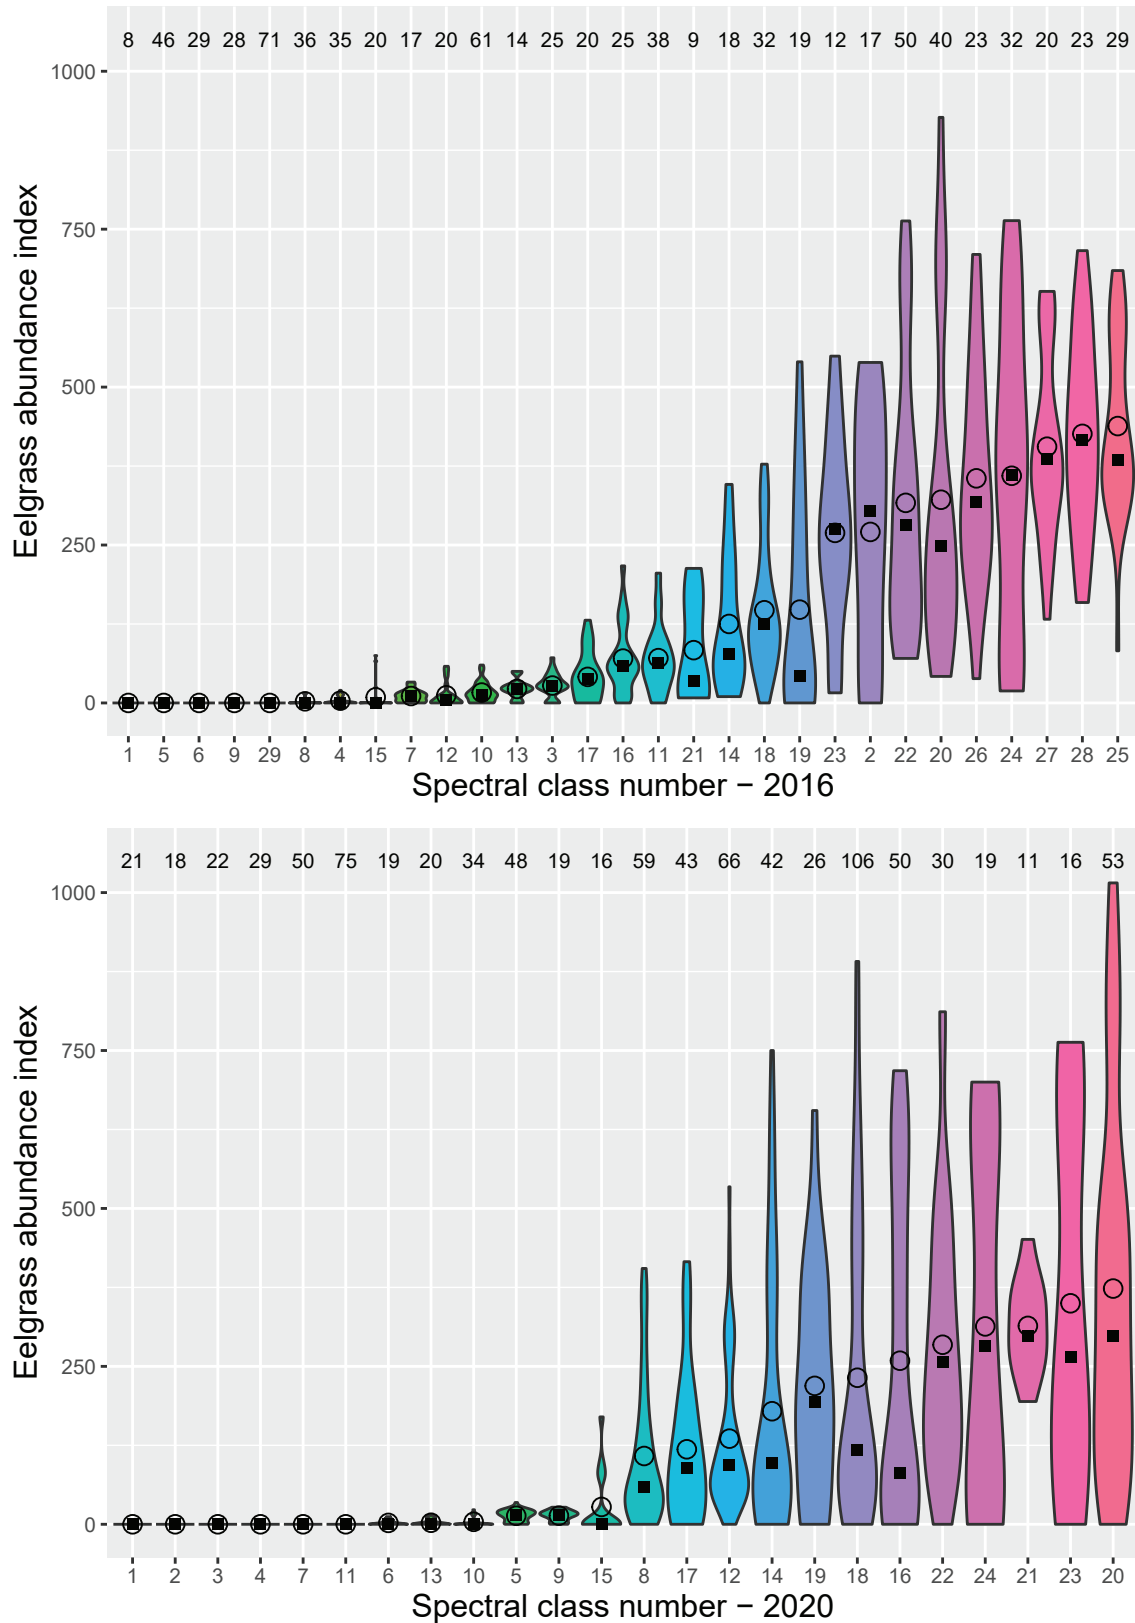 8 46 29 28 71 36 35 20 17 20 61 14 25 20 25 38 9 18 32 19 12 17 50 40 23 32 20 23 29
1000
750
500
250
0
Eelgrass abundance index
1 5 6 9 29 8 4 15 7 12 10 13 3 17 16 11 21 14 18 19 23 2 22 20 26 24 27 28 25
Spectral class number − 2016
21 18 22 29 50 75 19 20 34 48 19 16 59 43 66 42 26 106 50 30 19 11 16 53
1000
750
500
250
0
Eelgrass abundance index
1 2 3 4 7 11 6 13 10 5 9 15 8 17 12 14 19 18 16 22 24 21 23 20
Spectral class number − 2020